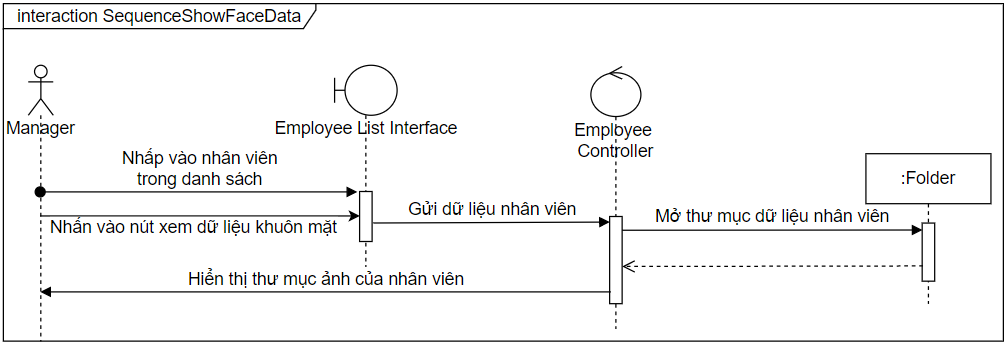 interaction SequenceShowFaceData
Manager
Employee List Interface
Employee
Controller
:Folder
Nhấp vào nhân viên
trong danh sách
Nhấn vào nút xem dữ liệu khuôn mặt
Gửi dữ liệu nhân viên
Mở thư mục dữ liệu nhân viên
Hiển thị thư mục ảnh của nhân viên